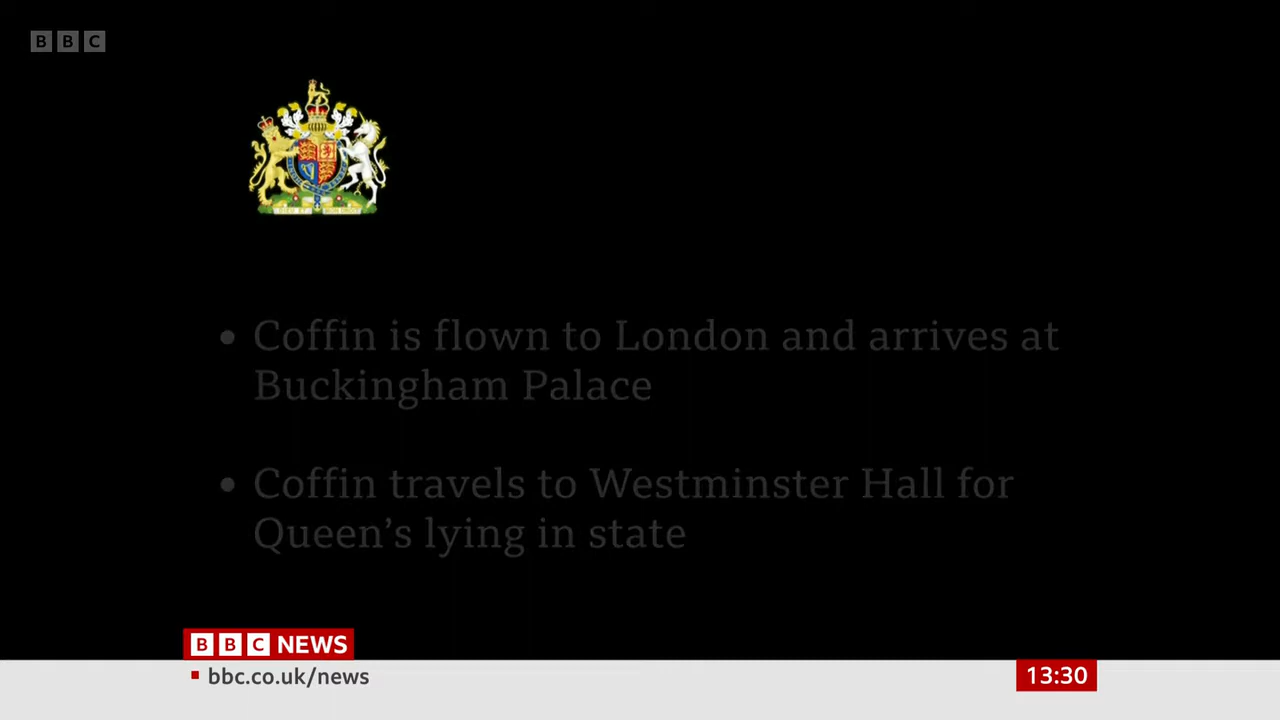 BBC
• Coffin is flown to London and arrives at
Buckingham Palace
• Coffin travels to Westminster Hall for
Queen’s lying in state
BBC NEWS
bbc.co.uk/news
13:30